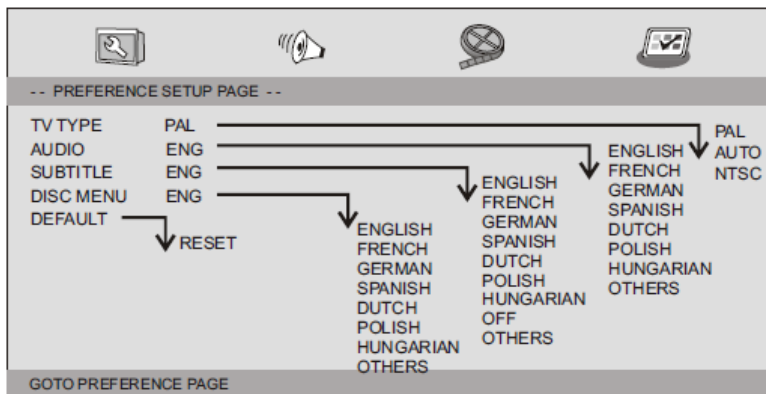 -- PREFERENCE SETUP PAGE --
TV TYPE PAL
AUDIO ENG
SUBTITLE ENG
DISC MENU ENG
DEFAULT
RESET
ENGLISH
FRENCH
GERMAN
SPANISH
DUTCH
POLISH
HUNGARIAN
OTHERS
ENGLISH
FRENCH
GERMAN
SPANISH
DUTCH
POLISH
HUNGARIAN
OFF
OTHERS
ENGLISH
FRENCH
GERMAN
SPANISH
DUTCH
POLISH
HUNGARIAN
OTHERS
PAL
AUTO
NTSC
GOTO PREFERENCE PAGE